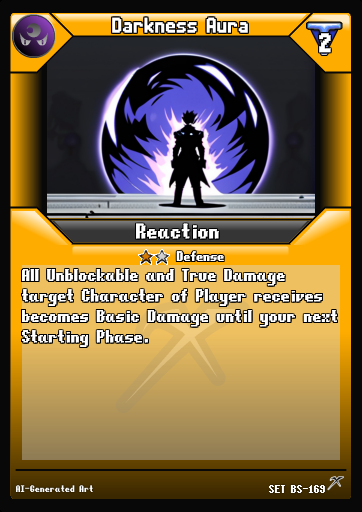 Darkness Aura
2
Reaction
Defense
All Unblockable and True Damage
target Character of Player receives
becomes Basic Damage until your next
Starting Phase.
AI-Generated Art
SET BS-169